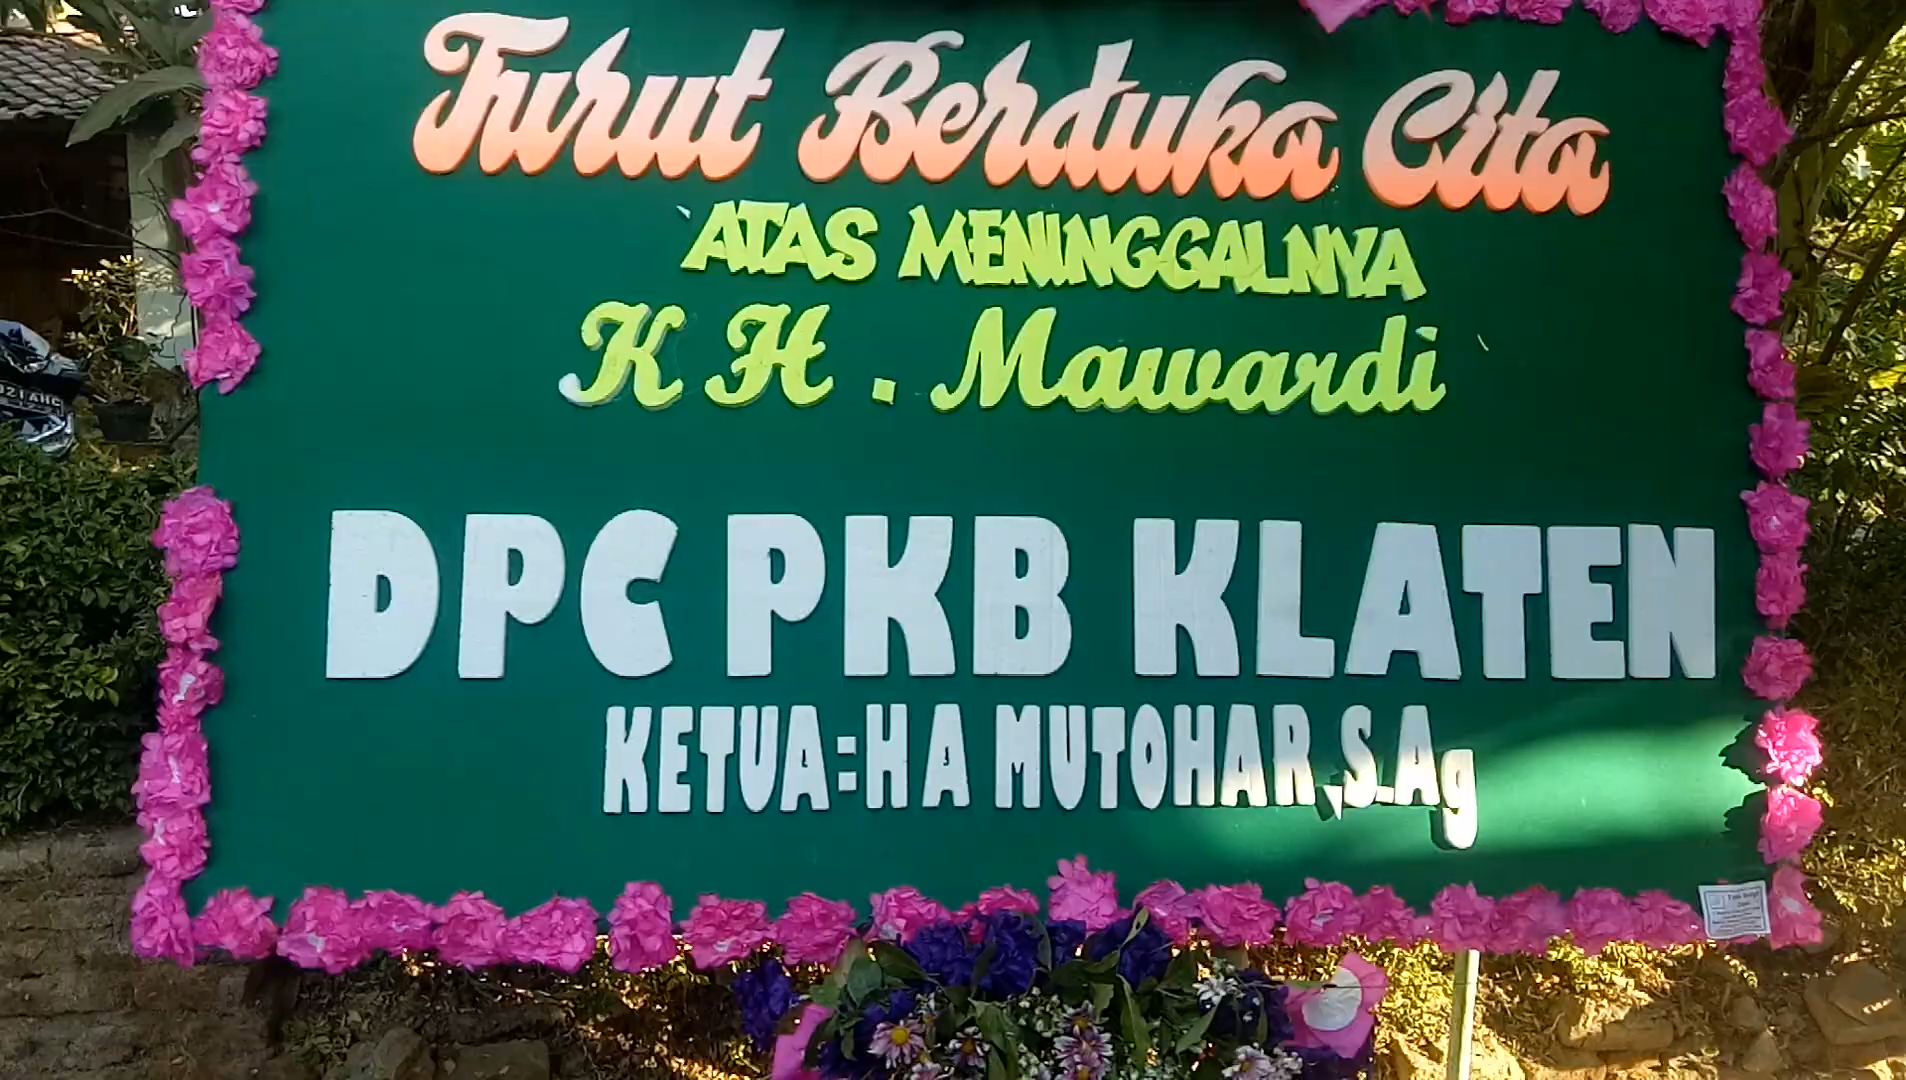 Turut Berduka Cita
ATAS MENINGGALNYA
K H . Mawardi
DPC PKB KLATEN
KETUA:H A MUTOHAR,S.Ag